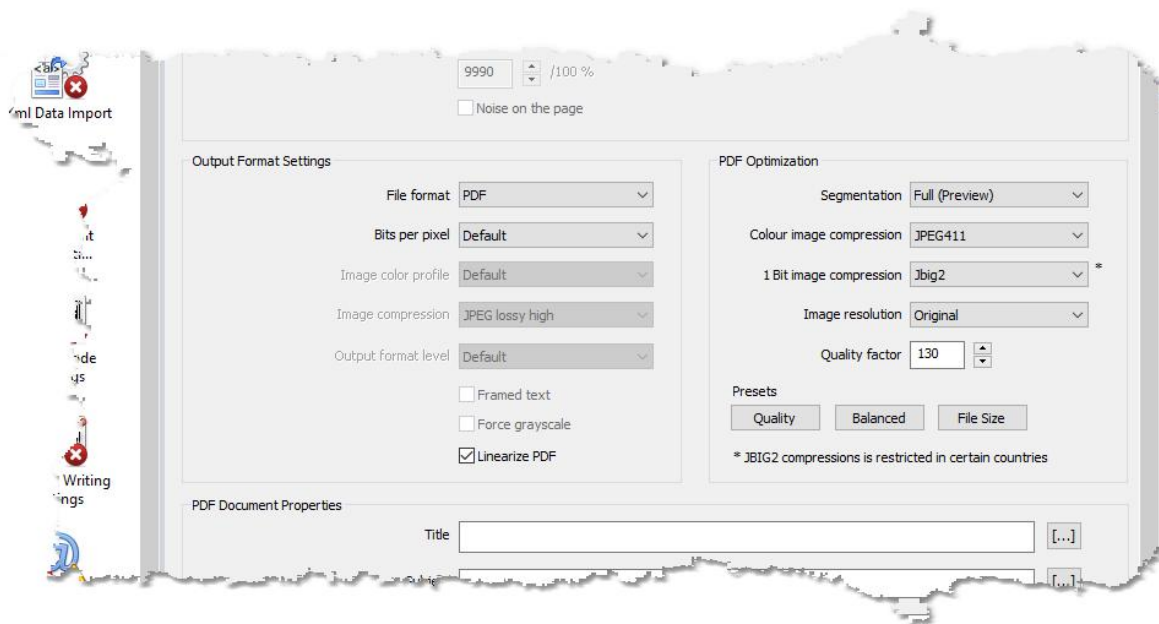 9990 /100 %
Noise on the page
ml Data Import
Output Format Settings
File format PDF
Bits per pixel Default
Image color profile Default
Image compression JPEG lossy high
Output format level Default
Framed text
Force grayscale
Linearize PDF
PDF Optimization
Segmentation Full (Preview)
Colour image compression JPEG411
1 Bit image compression Jbig2 *
Image resolution Original
Quality factor 130
Presets
Quality Balanced File Size
* JBIG2 compressions is restricted in certain countries
Writing
PDF Document Properties
Title [...]
[...]